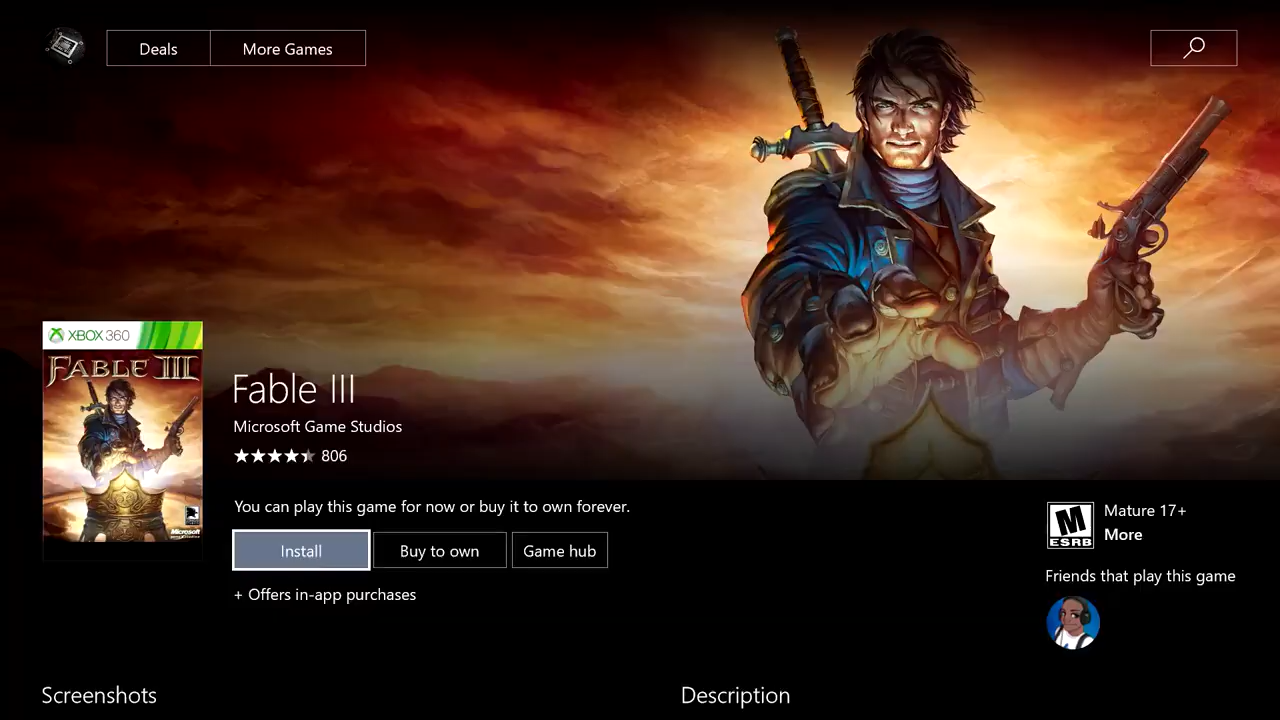 Deals
More Games
XBOX 360
FABLE III
Microsoft
Fable III
Microsoft Game Studios
806
You can play this game for now or buy it to own forever.
Install
Buy to own
Game hub
+ Offers in-app purchases
M
ESRB
Mature 17+
More
Friends that play this game
Screenshots
Description